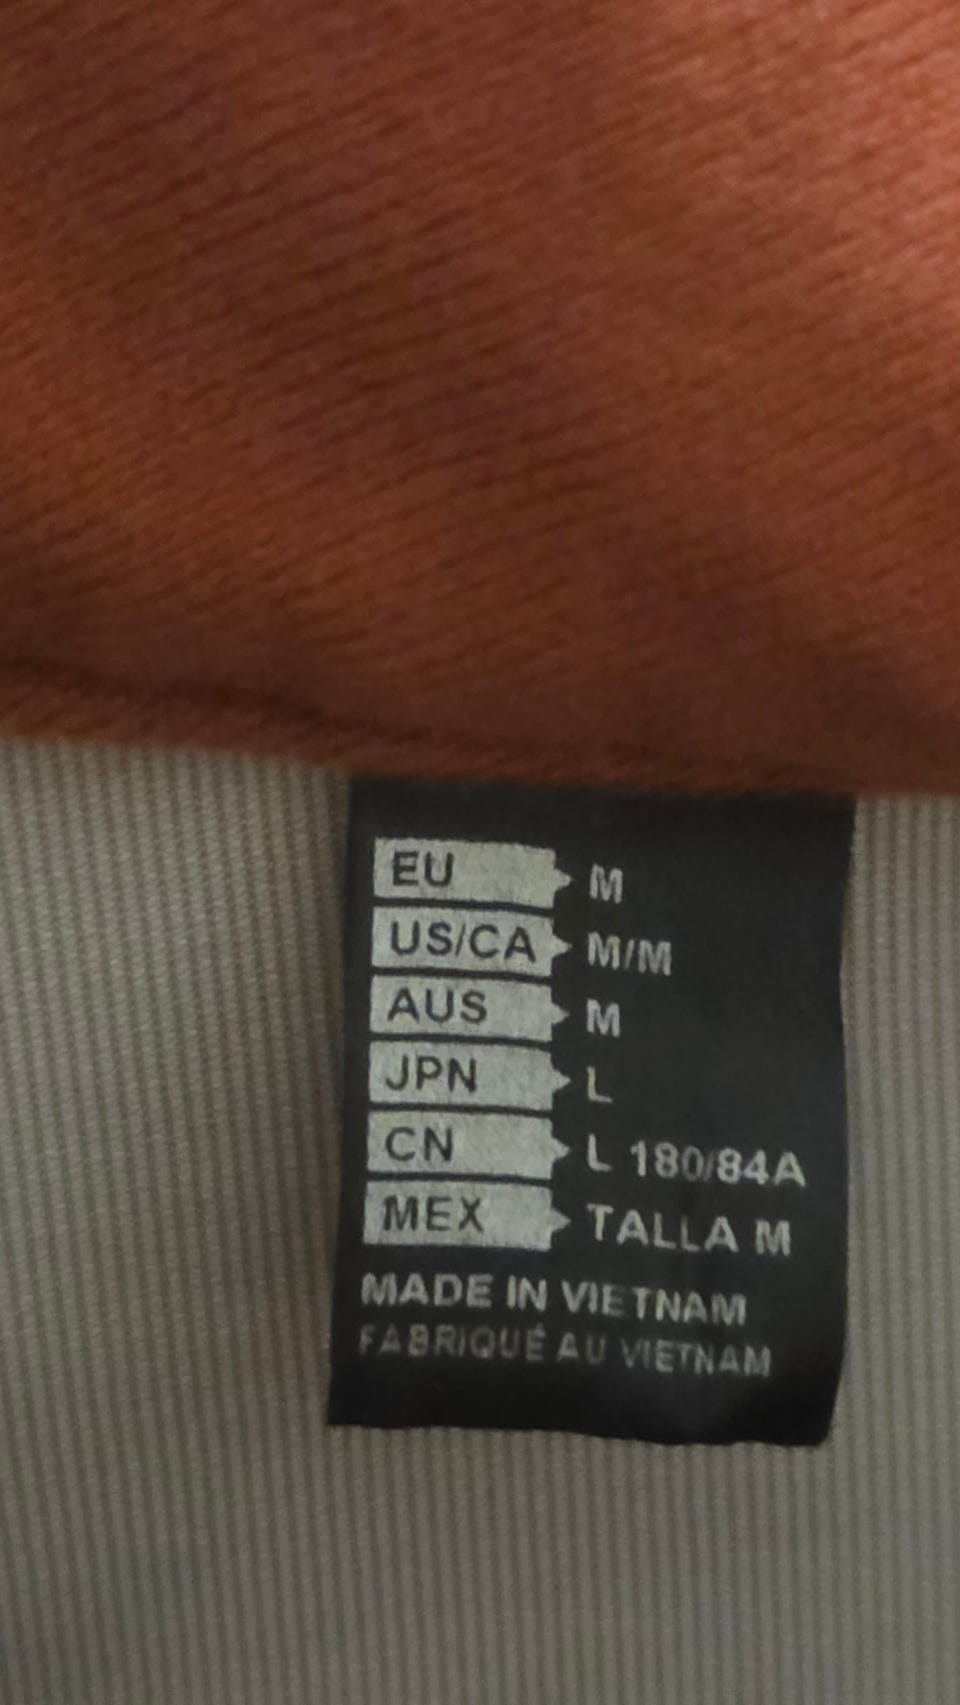 EU M
US/CA M/M
AUS M
JPN L
CN L 180/84A
MEX TALLA M
MADE IN VIETNAM
FABRIQUÉ AU VIETNAM